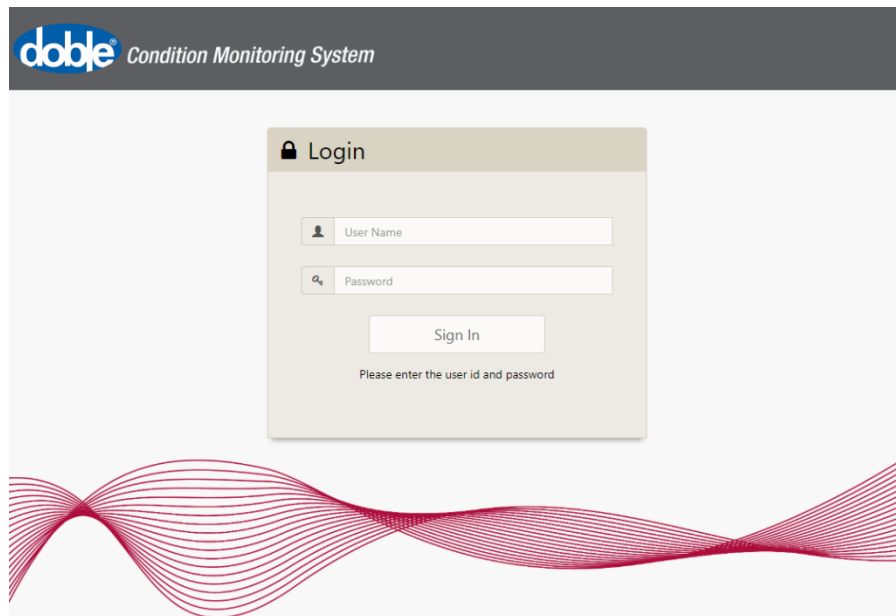 doble® Condition Monitoring System
Login
User Name
Password
Sign In
Please enter the user id and password